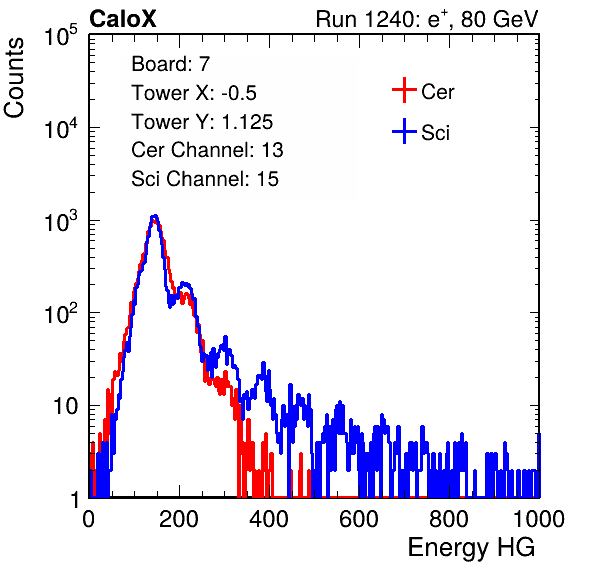 CaloX Run 1240: e⁺, 80 GeV
Counts
10⁵
10⁴
10³
10²
10
1
Board: 7
Tower X: -0.5
Tower Y: 1.125
Cer Channel: 13
Sci Channel: 15
Cer
Sci
0 200 400 600 800 1000
Energy HG